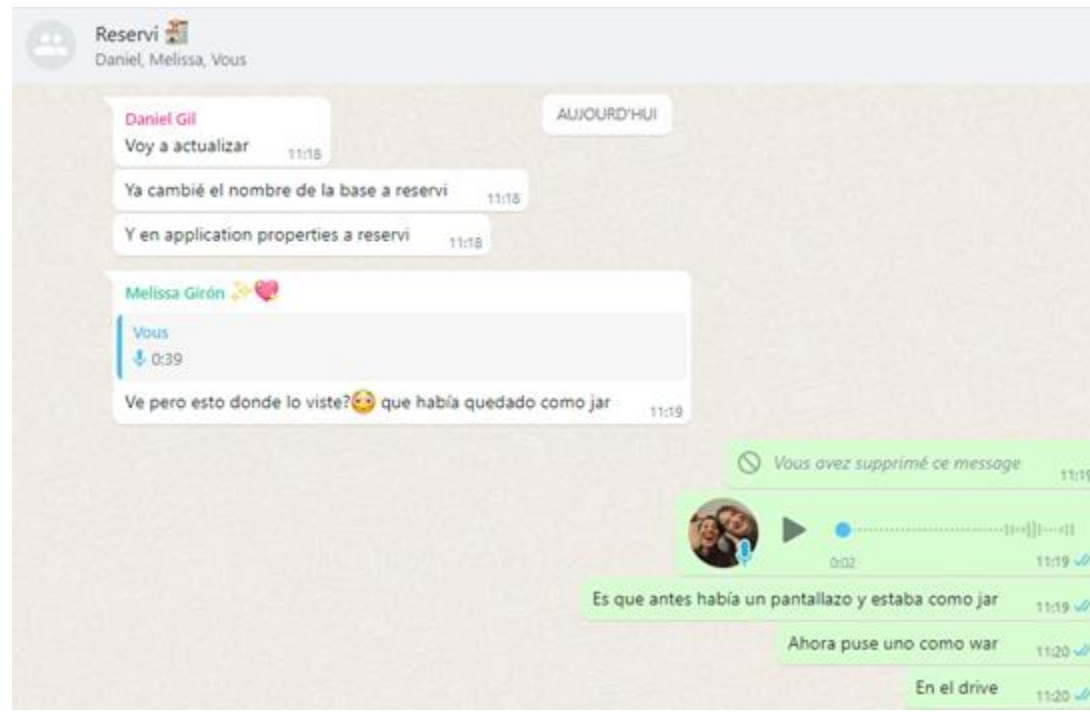 Reservi
Daniel, Melissa, Vous
AUJOURD'HUI
Daniel Gil
Voy a actualizar 11:18
Ya cambié el nombre de la base a reservi 11:18
Y en application properties a reservi 11:18
Melissa Girón
Vous
0:39
Ve pero esto donde lo viste? que había quedado como jar 11:19
Vous avez supprimé ce message 11:19
0:02 11:19
Es que antes había un pantallazo y estaba como jar 11:19
Ahora puse uno como war 11:20
En el drive 11:20